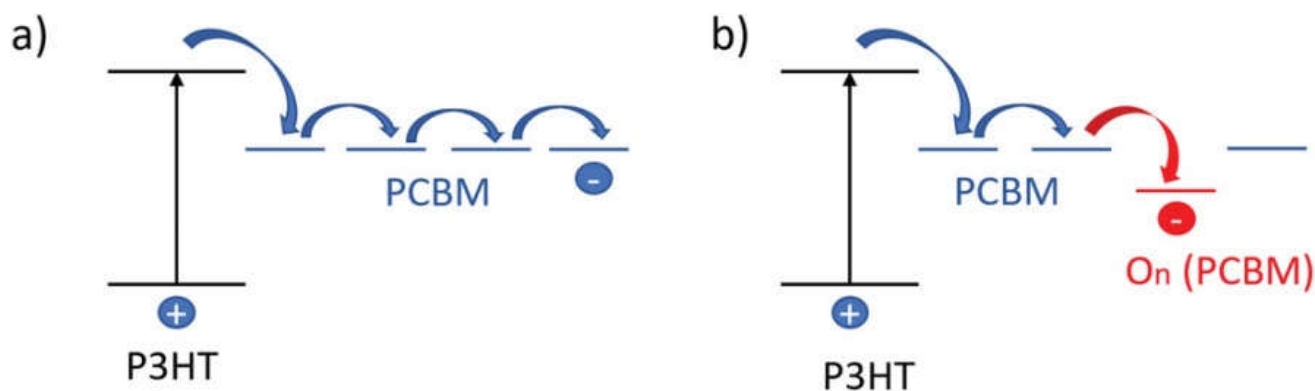 a)
PCBM
-
+
P3HT
b)
PCBM
-
On (PCBM)
+
P3HT